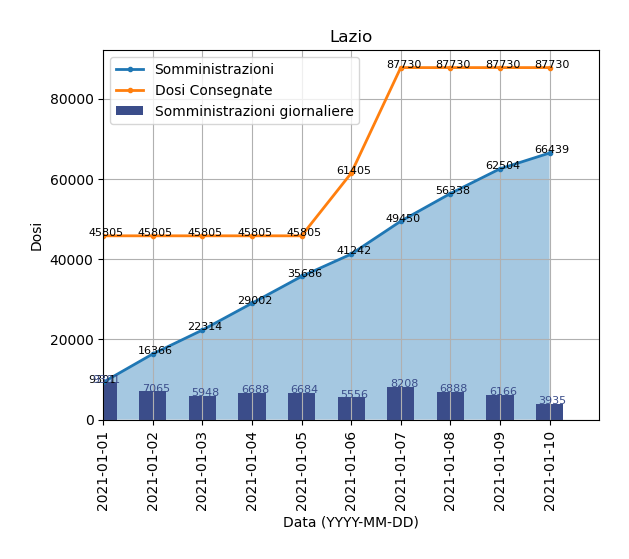 Lazio
Somministrazioni
Dosi Consegnate
Somministrazioni giornaliere
Dosi
80000
60000
40000
20000
0
45805 45805 45805 45805 45805 61405 87730 87730 87730 87730
16366 22314 29002 35686 41242 49450 56338 62504 66439
7065 5948 6688 6684 5556 8208 6888 6166 3935
2021-01-01
2021-01-02
2021-01-03
2021-01-04
2021-01-05
2021-01-06
2021-01-07
2021-01-08
2021-01-09
2021-01-10
Data (YYYY-MM-DD)